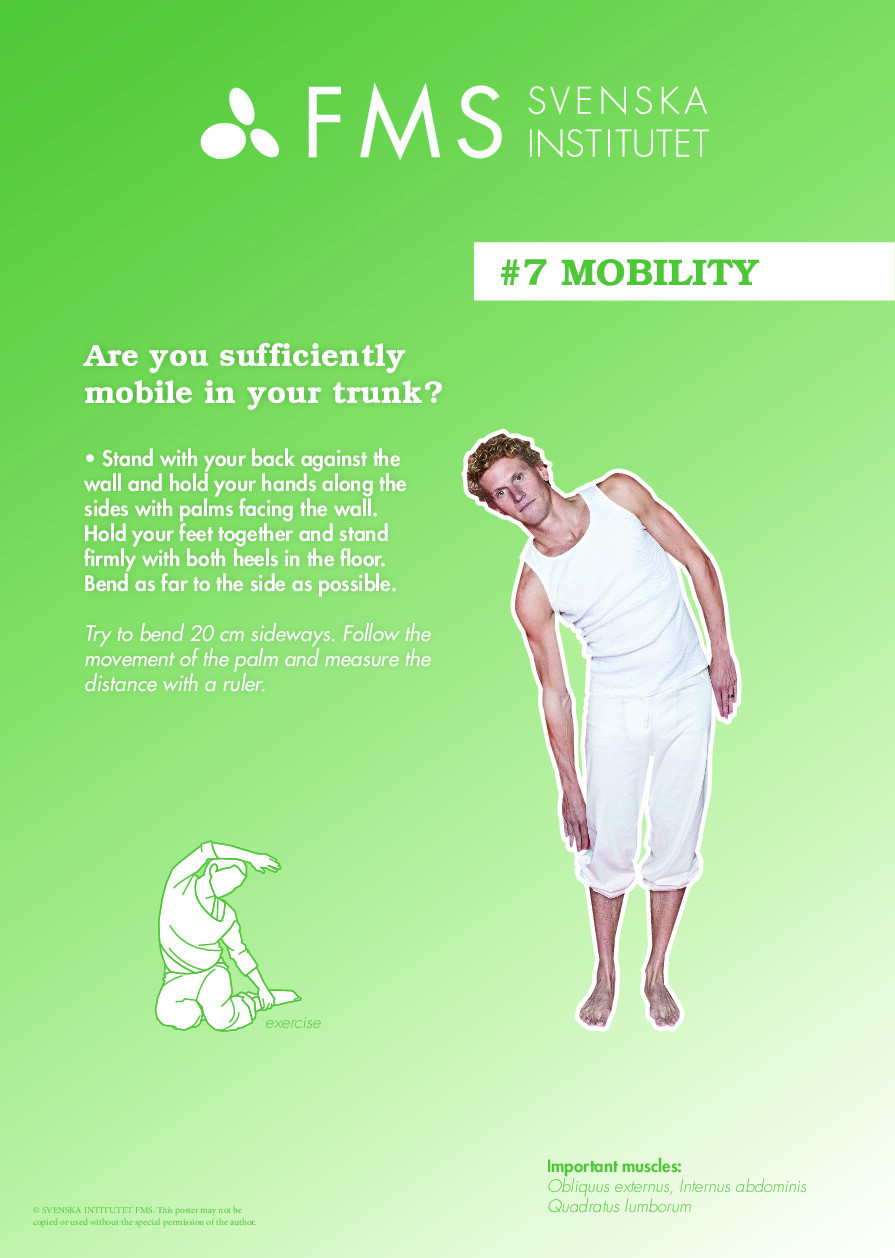 FMS SVENSKA
INSTITUTET
#7 MOBILITY
Are you sufficiently
mobile in your trunk?
• Stand with your back against the
wall and hold your hands along the
sides with palms facing the wall.
Hold your feet together and stand
firmly with both heels in the floor.
Bend as far to the side as possible.
Try to bend 20 cm sideways. Follow the
movement of the palm and measure the
distance with a ruler.
exercise
Important muscles:
Obliquus externus, Internus abdominis
Quadratus lumborum
© SVENSKA INTITUTET FMS. This poster may not be
copied or used without the special permission of the author.